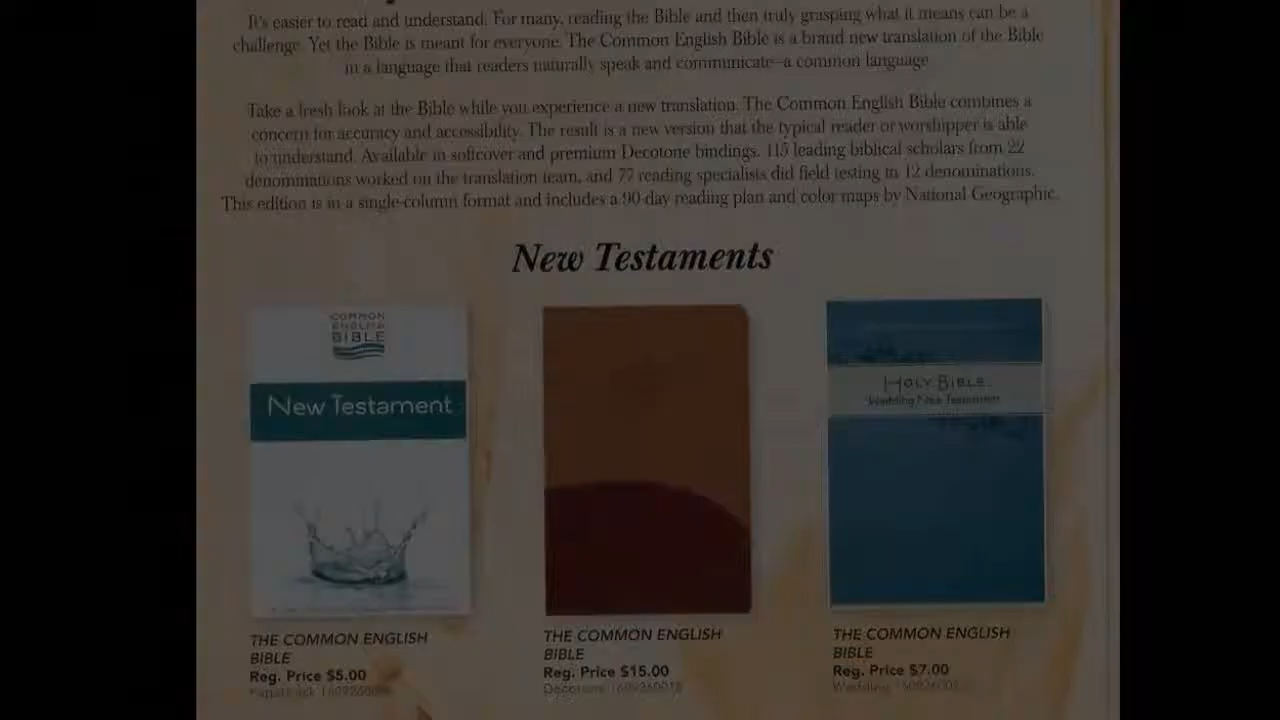 It's easier to read and understand. For many, reading the Bible and then truly grasping what it means can be a
challenge. Yet the Bible is meant for everyone. The Common English Bible is a brand new translation of the Bible
in a language that readers naturally speak and communicate—a common language
Take a fresh look at the Bible while you experience a new translation. The Common English Bible combines a
concern for accuracy and accessibility. The result is a new version that the typical reader or worshipper is able
to understand. Available in softcover and premium Decotone bindings. 115 leading biblical scholars from 22
denominations worked on the translation team, and 77 reading specialists did field testing in 12 denominations.
This edition is in a single-column format and includes a 90-day reading plan and color maps by National Geographic.
New Testaments
COMMON
ENGLISH
BIBLE
New Testament
HOLY BIBLE
Wedding New Testament
THE COMMON ENGLISH
BIBLE
Reg. Price $5.00
Paperback
THE COMMON ENGLISH
BIBLE
Reg. Price $15.00
Decotone
THE COMMON ENGLISH
BIBLE
Reg. Price $7.00
Wedding